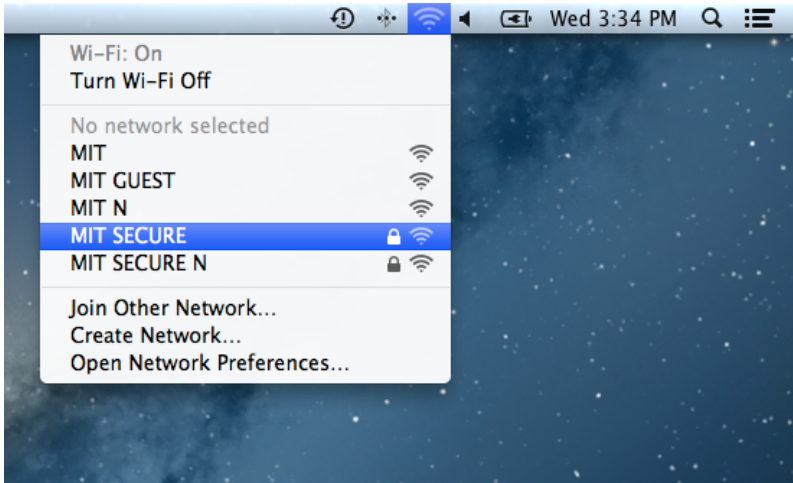 Wed 3:34 PM
Wi-Fi: On
Turn Wi-Fi Off
No network selected
MIT
MIT GUEST
MIT N
MIT SECURE
MIT SECURE N
Join Other Network...
Create Network...
Open Network Preferences...